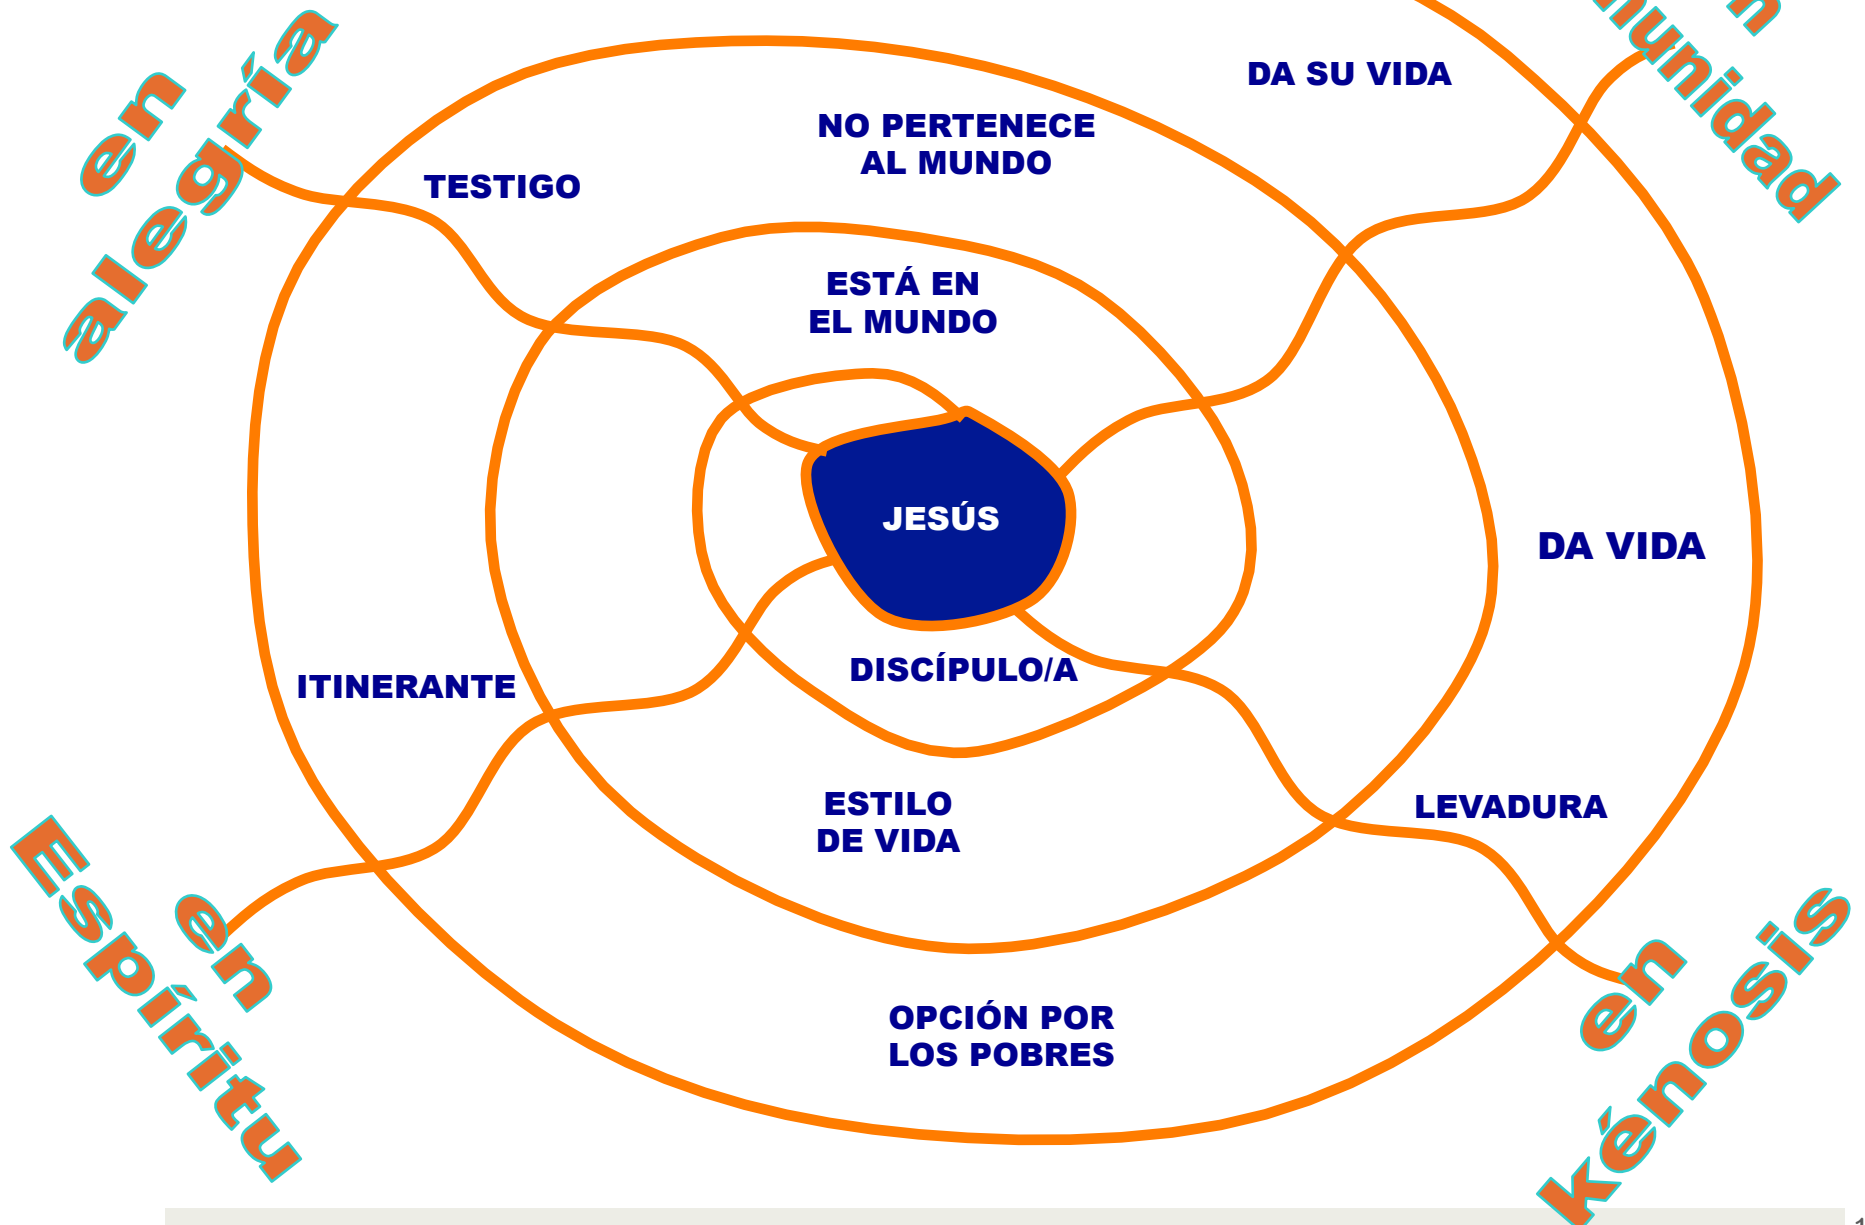 en
alegría
munidad
DA SU VIDA
NO PERTENECE
AL MUNDO
TESTIGO
ESTÁ EN
EL MUNDO
JESÚS
DA VIDA
DISCÍPULO/A
ITINERANTE
ESTILO
DE VIDA
LEVADURA
en
Espíritu
OPCIÓN POR
LOS POBRES
en
kénosis